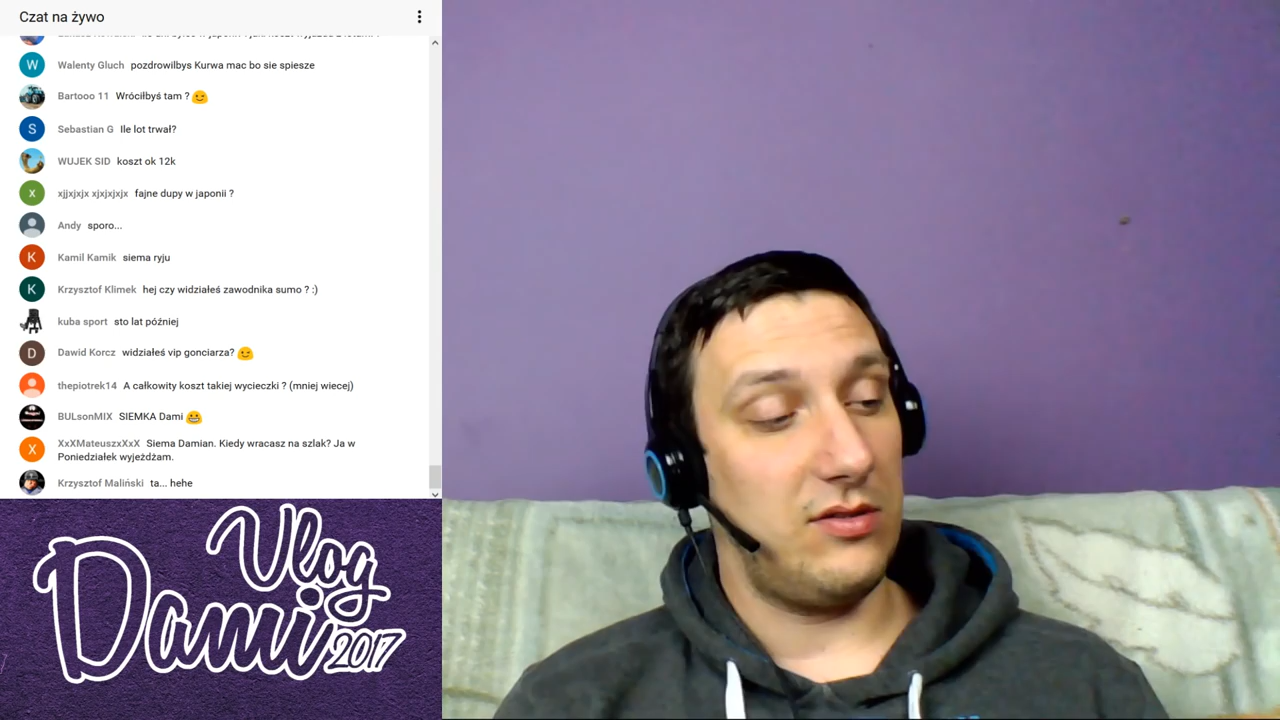 Czat na żywo
Walenty Gluch pozdrowilbys Kurwa mac bo sie spiesze
Bartooo 11 Wróciłbyś tam ?
S Sebastian G Ile lot trwał?
WUJEK SID koszt ok 12k
x xjjxjxjx xjxjxjxjx fajne dupy w japonii ?
Andy sporo...
K Kamil Kamik siema ryju
K Krzysztof Klimek hej czy widziałeś zawodnika sumo ? :)
kuba sport sto lat później
D Dawid Korcz widziałeś vip gonciarza?
thepiotrek14 A całkowity koszt takiej wycieczki ? (mniej wiecej)
BULsonMIX SIEMKA Dami
X XxXMateuszxXxX Siema Damian. Kiedy wracasz na szlak? Ja w
Poniedziałek wyjeżdżam.
Krzysztof Maliński ta... hehe
Vlog
Dami
2017